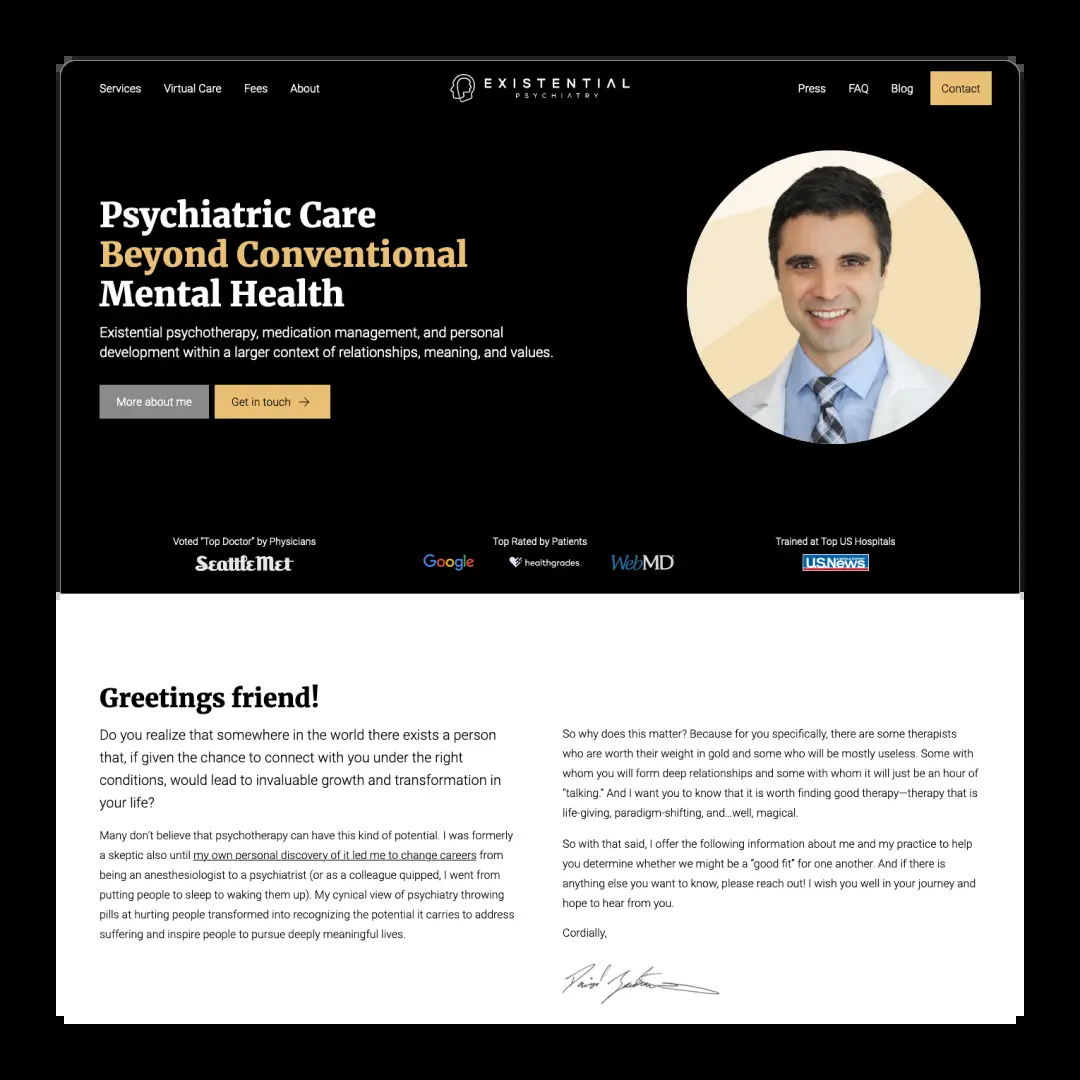 Services
Virtual Care
Fees
About
EXISTENTIAL
PSYCHIATRY
Press
FAQ
Blog
Contact
Psychiatric Care
Beyond Conventional
Mental Health
Existential psychotherapy, medication management, and personal
development within a larger context of relationships, meaning, and values.
More about me
Get in touch →
Voted “Top Doctor” by Physicians
SeattleMet
Top Rated by Patients
Google
healthgrades
WebMD
Trained at Top US Hospitals
U.S.News
Greetings friend!
Do you realize that somewhere in the world there exists a person
that, if given the chance to connect with you under the right
conditions, would lead to invaluable growth and transformation in
your life?
Many don’t believe that psychotherapy can have this kind of potential. I was formerly
a skeptic also until my own personal discovery of it led me to change careers from
being an anesthesiologist to a psychiatrist (or as a colleague quipped, I went from
putting people to sleep to waking them up). My cynical view of psychiatry throwing
pills at hurting people transformed into recognizing the potential it carries to address
suffering and inspire people to pursue deeply meaningful lives.
So why does this matter? Because for you specifically, there are some therapists
who are worth their weight in gold and some who will be mostly useless. Some with
whom you will form deep relationships and some with whom it will just be an hour of
“talking.” And I want you to know that it is worth finding good therapy—therapy that is
life-giving, paradigm-shifting, and…well, magical.
So with that said, I offer the following information about me and my practice to help
you determine whether we might be a “good fit” for one another. And if there is
anything else you want to know, please reach out! I wish you well in your journey and
hope to hear from you.
Cordially,